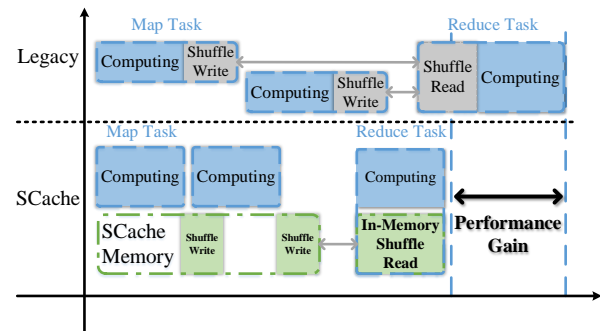 Map Task
Reduce Task
Legacy
Computing
Shuffle
Write
Computing
Shuffle
Write
Shuffle
Read
Computing
Map Task
Reduce Task
SCache
Computing
Computing
Computing
SCache
Memory
Shuffle
Write
Shuffle
Write
In-Memory
Shuffle
Read
Performance
Gain